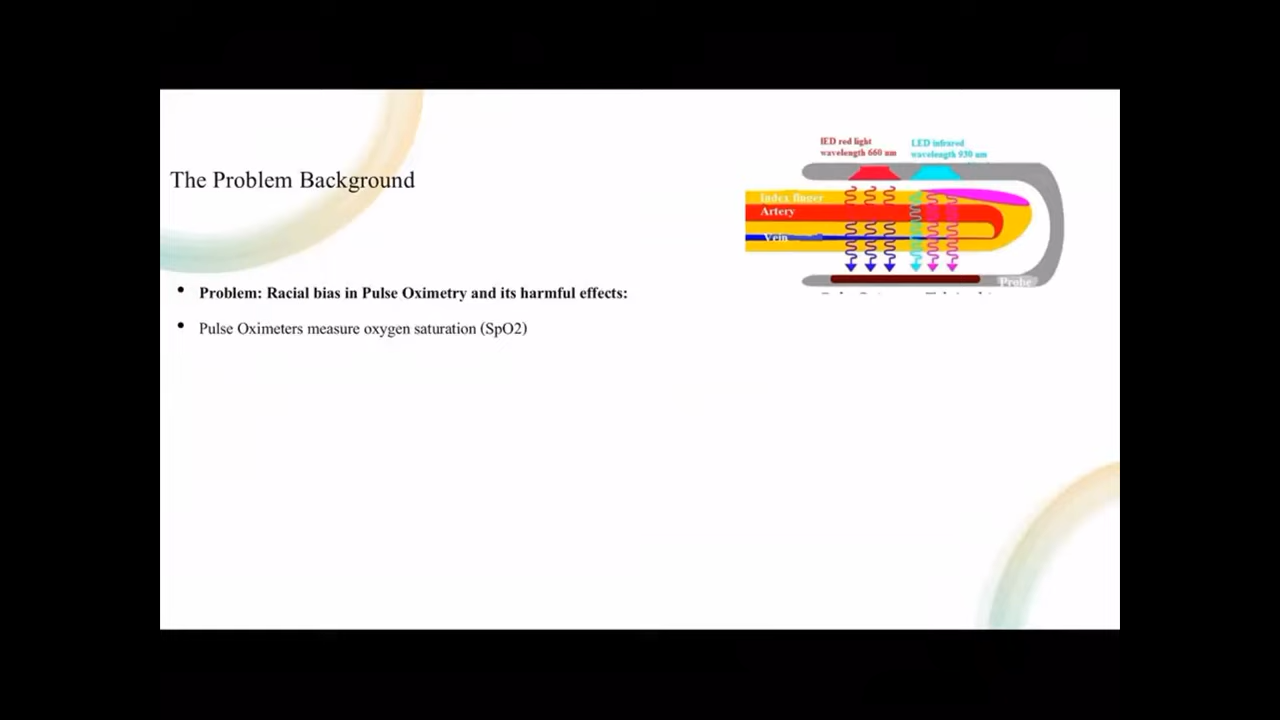 IED red light
wavelength 660 nm
LED infrared
wavelength 930 nm
The Problem Background
Index finger
Artery
Vein
Probe
• Problem: Racial bias in Pulse Oximetry and its harmful effects:
• Pulse Oximeters measure oxygen saturation (SpO2)